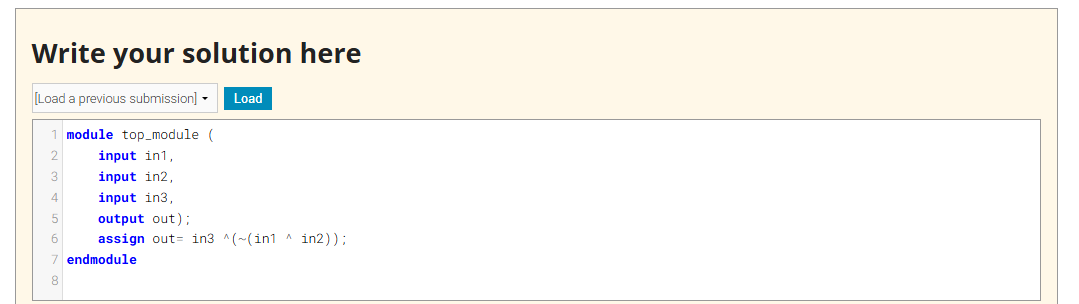 Write your solution here
[Load a previous submission] Load
1 module top_module (
2     input in1,
3     input in2,
4     input in3,
5     output out);
6     assign out= in3 ^(~(in1 ^ in2));
7 endmodule
8